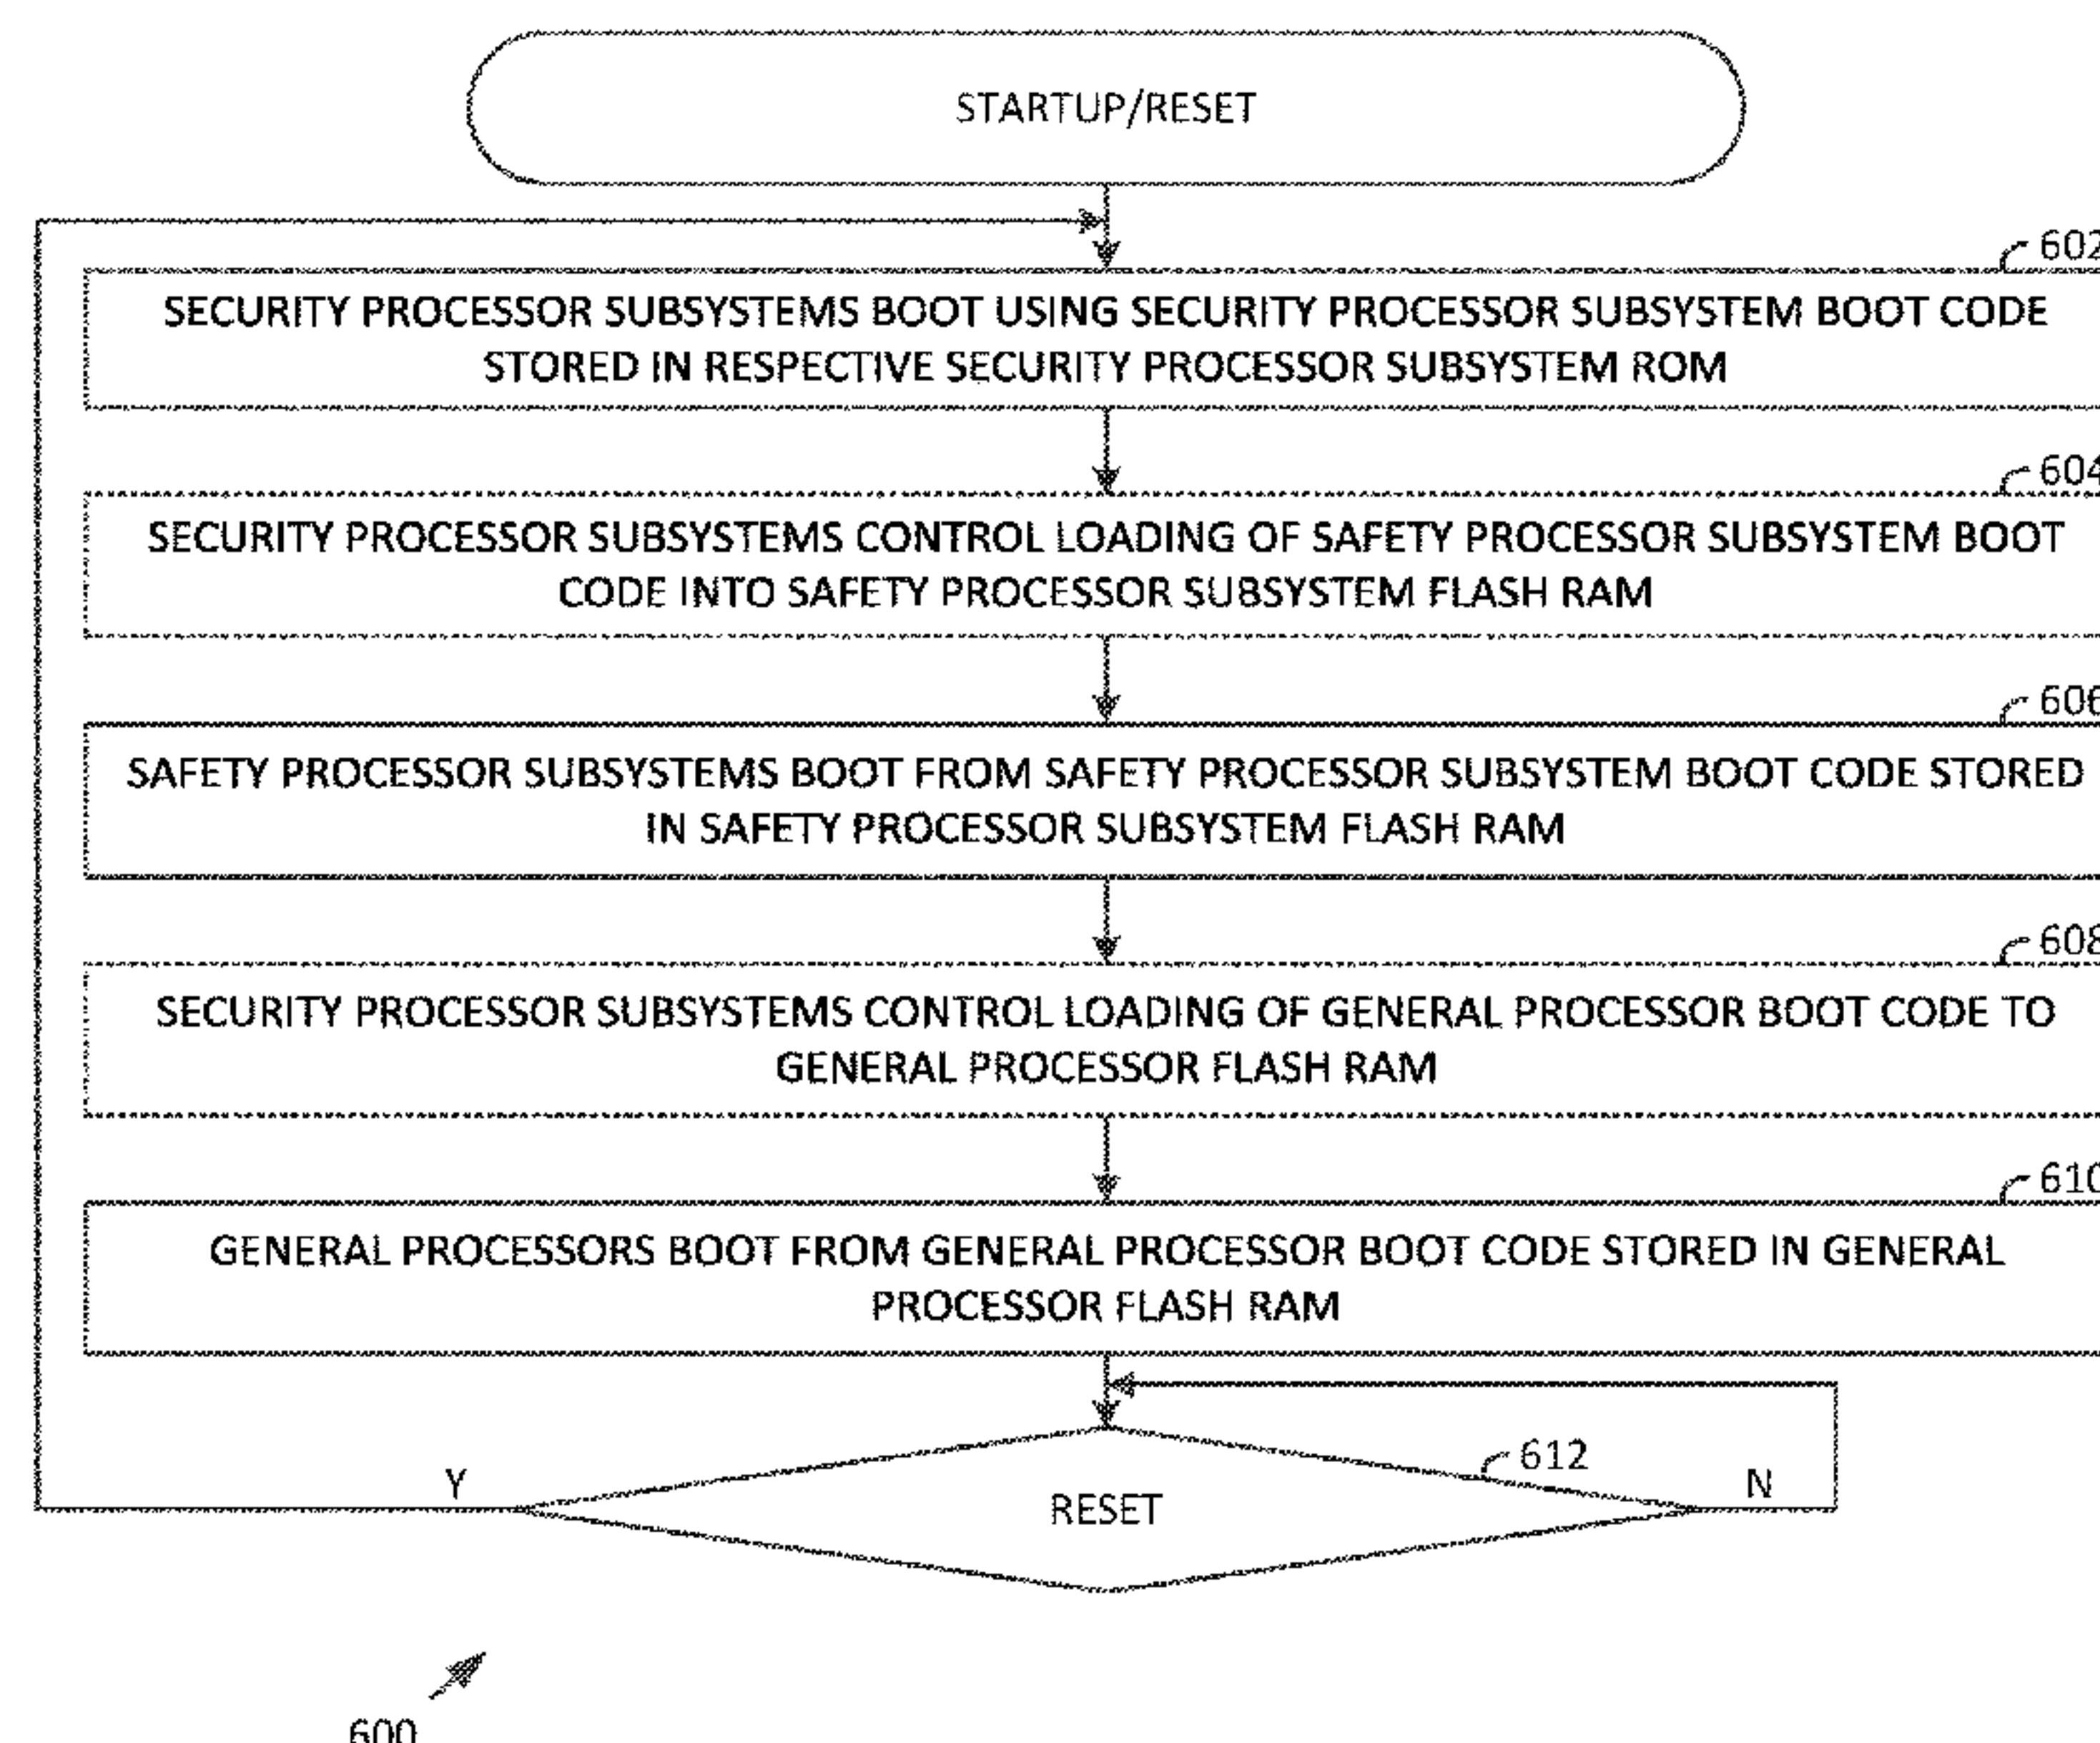 STARTUP/RESET
602
SECURITY PROCESSOR SUBSYSTEMS BOOT USING SECURITY PROCESSOR SUBSYSTEM BOOT CODE
STORED IN RESPECTIVE SECURITY PROCESSOR SUBSYSTEM ROM
604
SECURITY PROCESSOR SUBSYSTEMS CONTROL LOADING OF SAFETY PROCESSOR SUBSYSTEM BOOT
CODE INTO SAFETY PROCESSOR SUBSYSTEM FLASH RAM
606
SAFETY PROCESSOR SUBSYSTEMS BOOT FROM SAFETY PROCESSOR SUBSYSTEM BOOT CODE STORED
IN SAFETY PROCESSOR SUBSYSTEM FLASH RAM
608
SECURITY PROCESSOR SUBSYSTEMS CONTROL LOADING OF GENERAL PROCESSOR BOOT CODE TO
GENERAL PROCESSOR FLASH RAM
610
GENERAL PROCESSORS BOOT FROM GENERAL PROCESSOR BOOT CODE STORED IN GENERAL
PROCESSOR FLASH RAM
612
Y
RESET
N
600